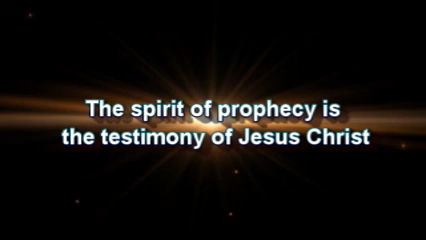 The spirit of prophecy is
the testimony of Jesus Christ